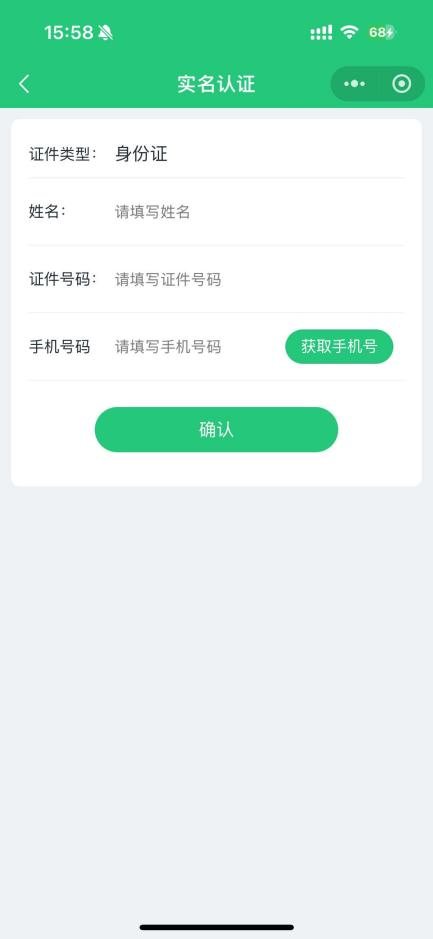 15:58
68
实名认证
证件类型： 身份证
姓名： 请填写姓名
证件号码： 请填写证件号码
手机号码 请填写手机号码 获取手机号
确认